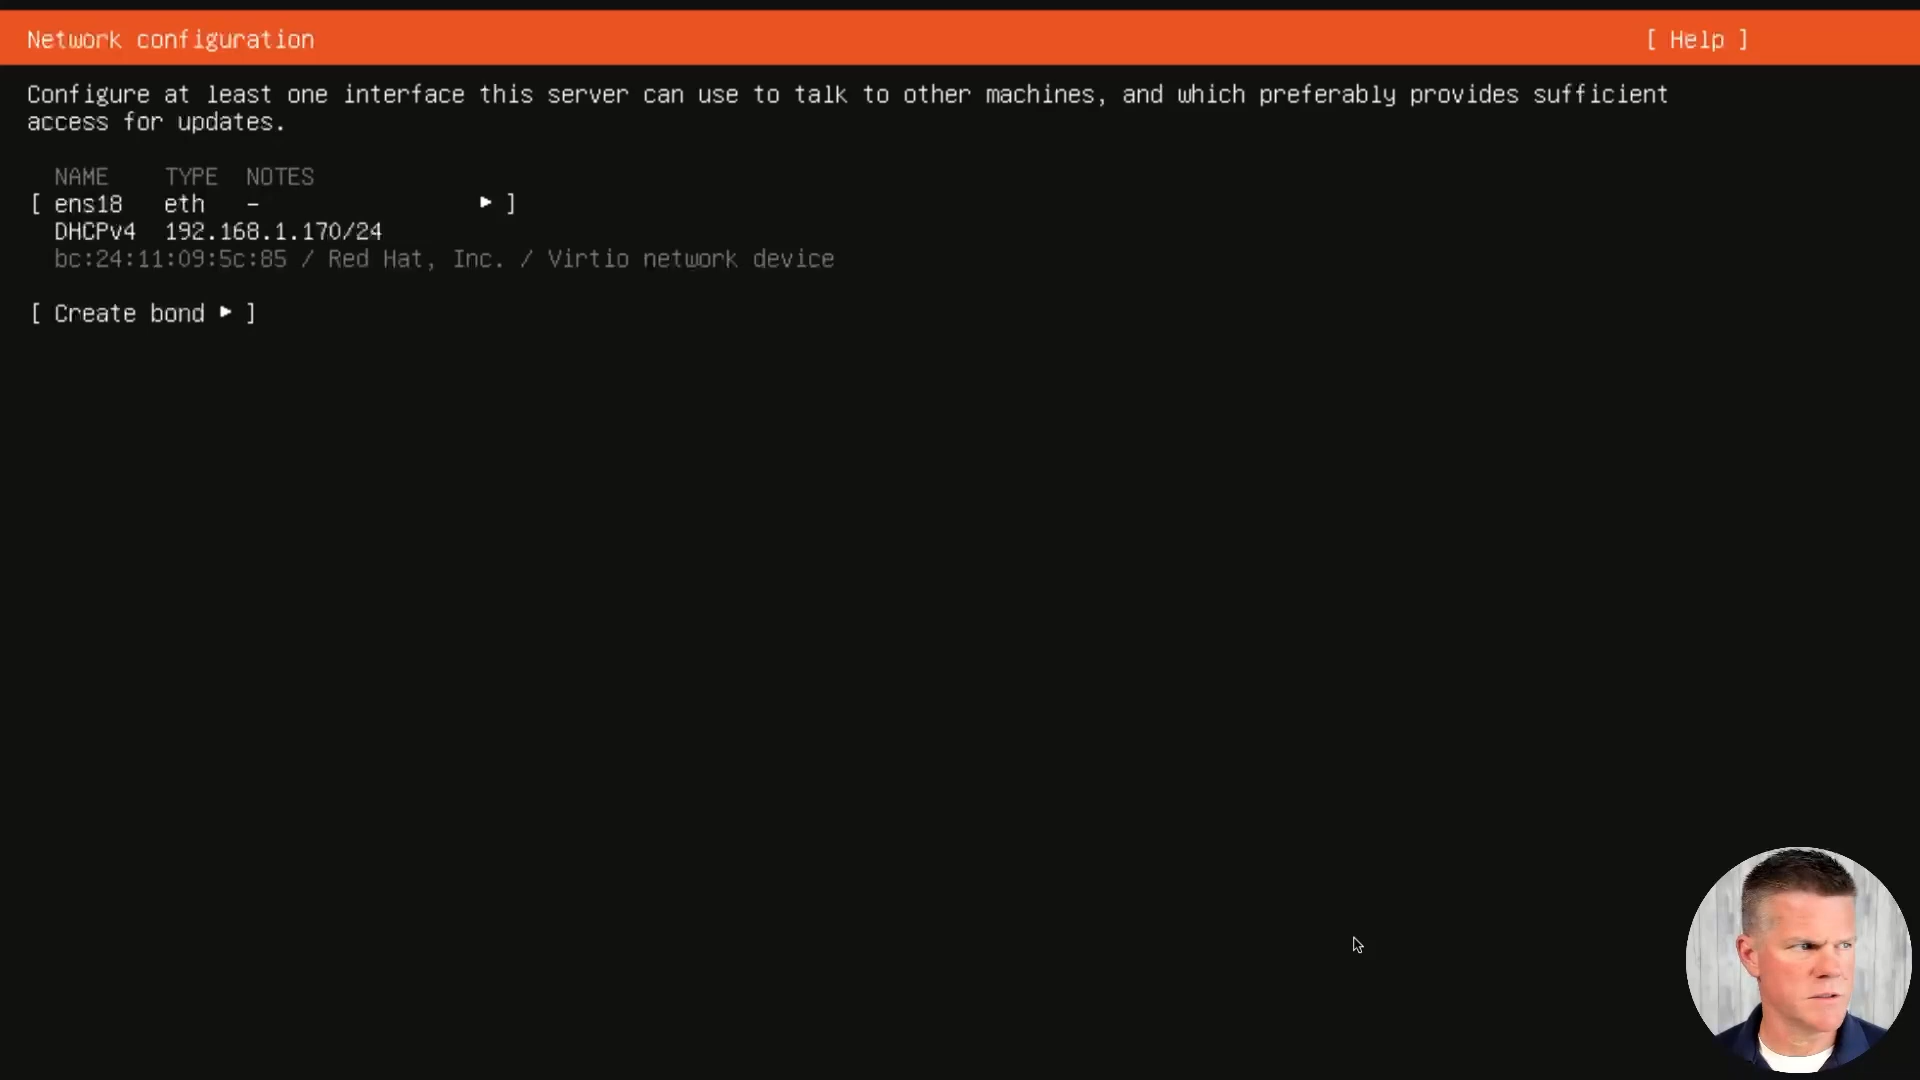 Network configuration [ Help ]
Configure at least one interface this server can use to talk to other machines, and which preferably provides sufficient
access for updates.
NAME TYPE NOTES
[ ens18 eth – ▸ ]
DHCPv4 192.168.1.170/24
bc:24:11:09:5c:85 / Red Hat, Inc. / Virtio network device
[ Create bond ▸ ]